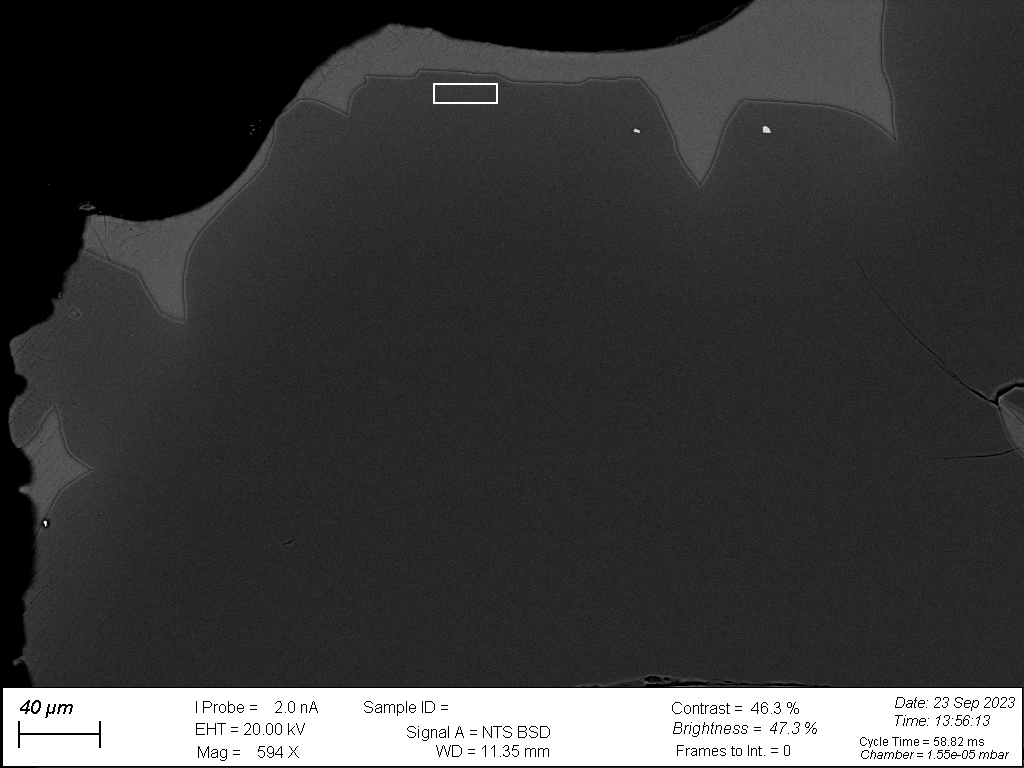 40 µm
I Probe = 2.0 nA
EHT = 20.00 kV
Mag = 594 X
Sample ID =
Signal A = NTS BSD
WD = 11.35 mm
Contrast = 46.3 %
Brightness = 47.3 %
Frames to Int. = 0
Date: 23 Sep 2023
Time: 13:56:13
Cycle Time = 58.82 ms
Chamber = 1.55e-05 mbar